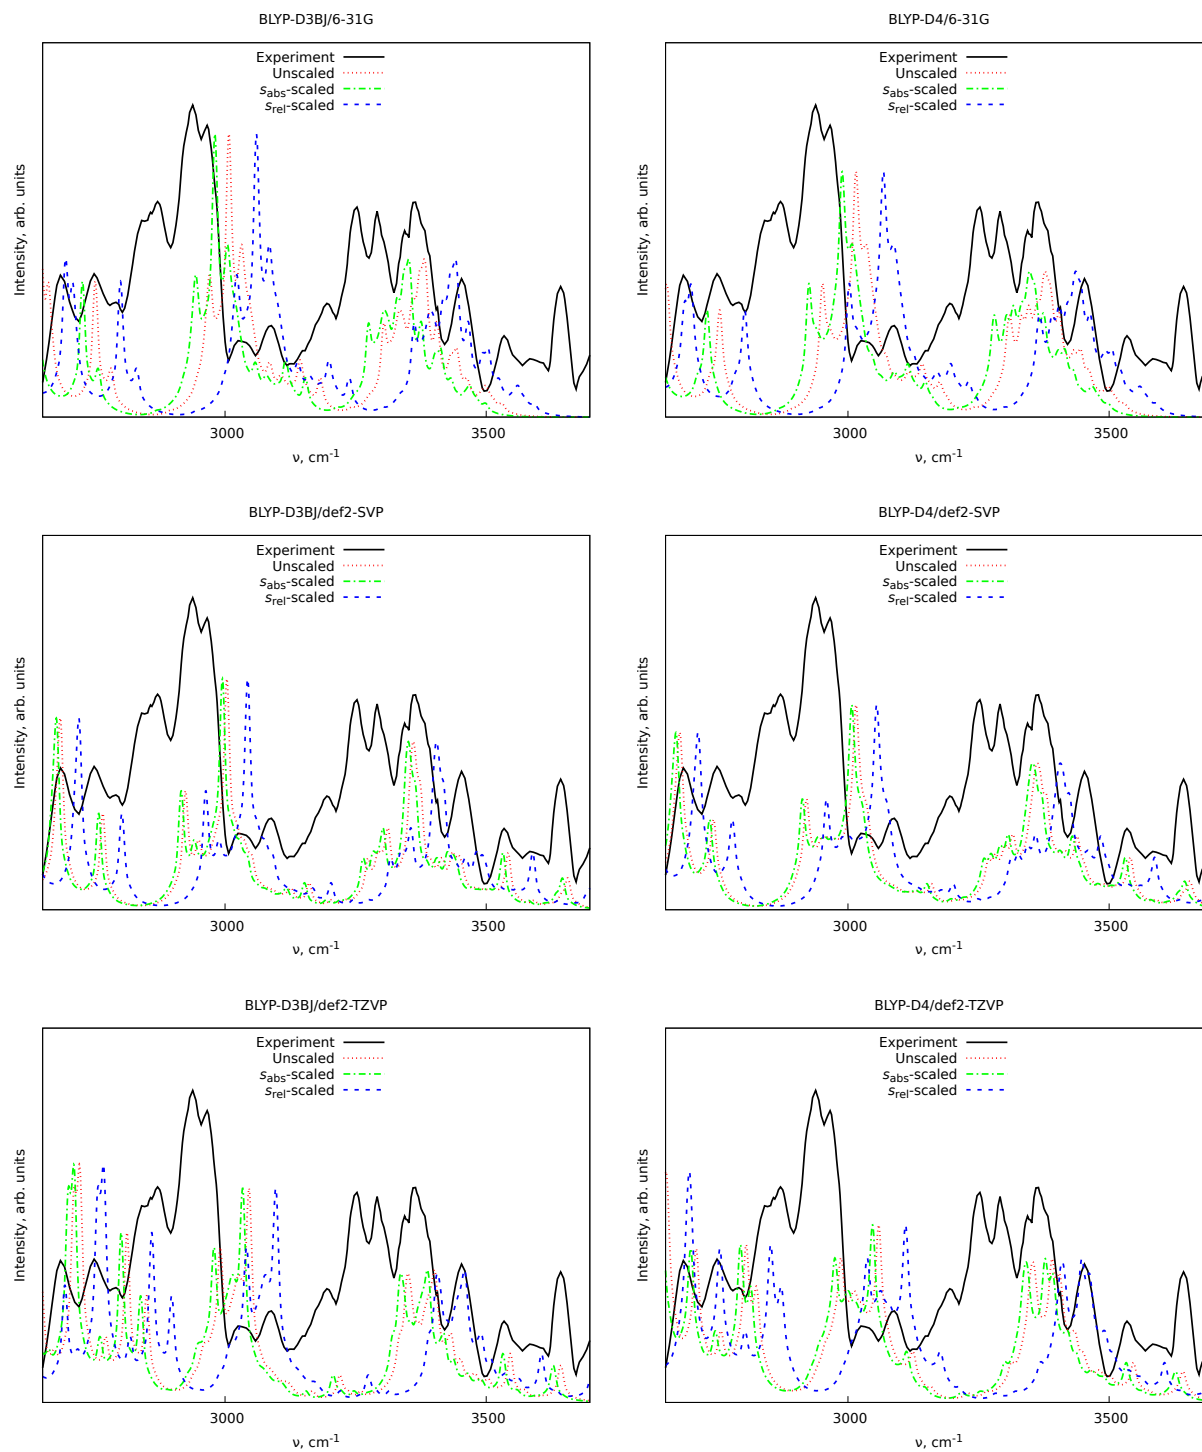 BLYP-D3BJ/6-31G
Intensity, arb. units
Experiment
Unscaled
sabs-scaled
srel-scaled
3000 3500
ν, cm-1
BLYP-D4/6-31G
Intensity, arb. units
Experiment
Unscaled
sabs-scaled
srel-scaled
3000 3500
ν, cm-1
BLYP-D3BJ/def2-SVP
Intensity, arb. units
Experiment
Unscaled
sabs-scaled
srel-scaled
3000 3500
ν, cm-1
BLYP-D4/def2-SVP
Intensity, arb. units
Experiment
Unscaled
sabs-scaled
srel-scaled
3000 3500
ν, cm-1
BLYP-D3BJ/def2-TZVP
Intensity, arb. units
Experiment
Unscaled
sabs-scaled
srel-scaled
3000 3500
ν, cm-1
BLYP-D4/def2-TZVP
Intensity, arb. units
Experiment
Unscaled
sabs-scaled
srel-scaled
3000 3500
ν, cm-1